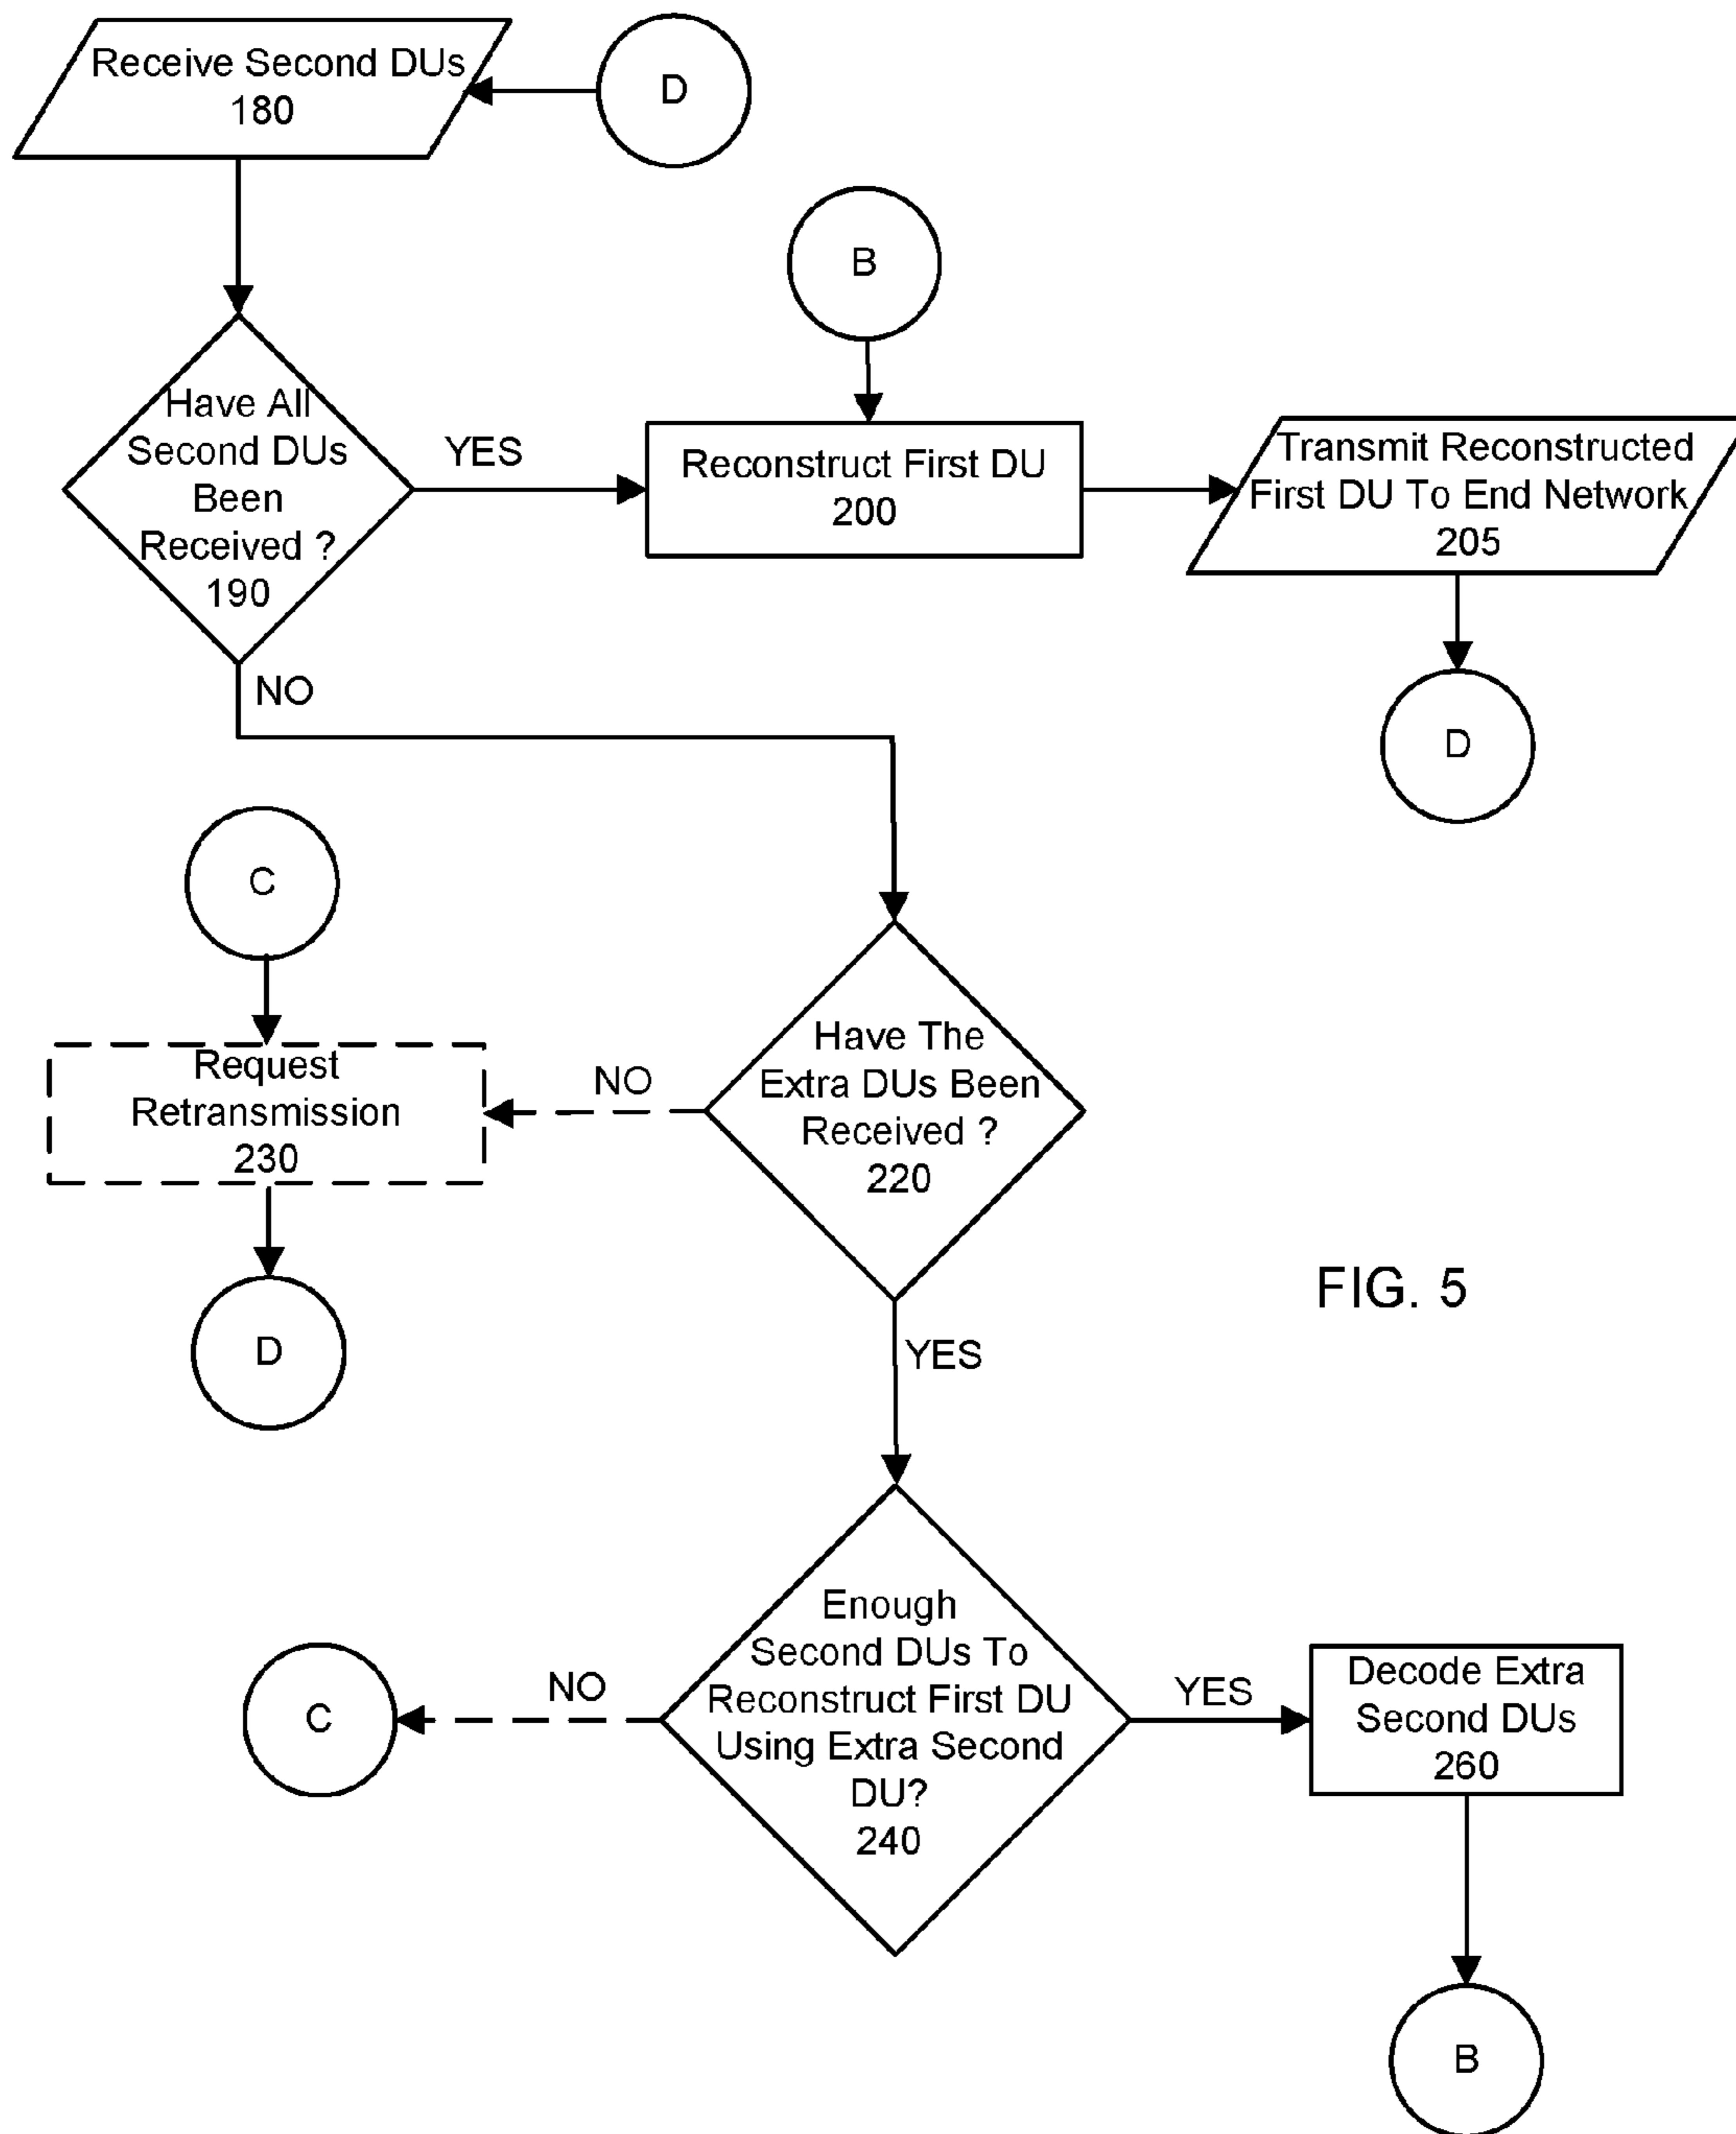 Receive Second DUs
180
D
B
Have All
Second DUs
Been
Received ?
190
YES
Reconstruct First DU
200
Transmit Reconstructed
First DU To End Network
205
NO
D
C
Request
Retransmission
230
NO
Have The
Extra DUs Been
Received ?
220
D
FIG. 5
YES
Enough
Second DUs To
Reconstruct First DU
Using Extra Second
DU?
240
NO
C
YES
Decode Extra
Second DUs
260
B